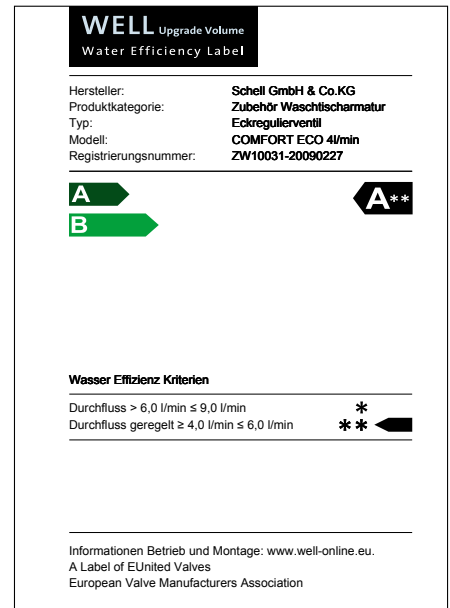 WELL Upgrade Volume
Water Efficiency Label
Hersteller: Schell GmbH & Co.KG
Produktkategorie: Zubehör Waschtischarmatur
Typ: Eckregulierventil
Modell: COMFORT ECO 4l/min
Registrierungsnummer: ZW10031-20090227
A A**
B
Wasser Effizienz Kriterien
Durchfluss > 6,0 l/min ≤ 9,0 l/min *
Durchfluss geregelt ≥ 4,0 l/min ≤ 6,0 l/min **
Informationen Betrieb und Montage: www.well-online.eu.
A Label of EUnited Valves
European Valve Manufacturers Association